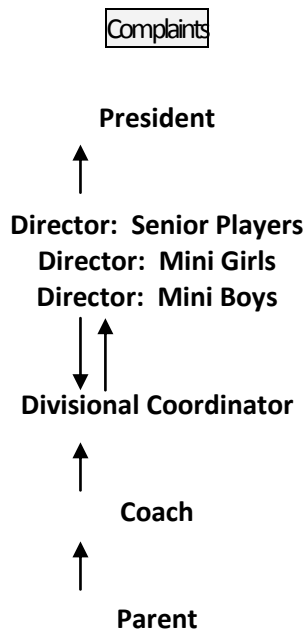 Complaints
President
Director: Senior Players
Director: Mini Girls
Director: Mini Boys
Divisional Coordinator
Coach
Parent